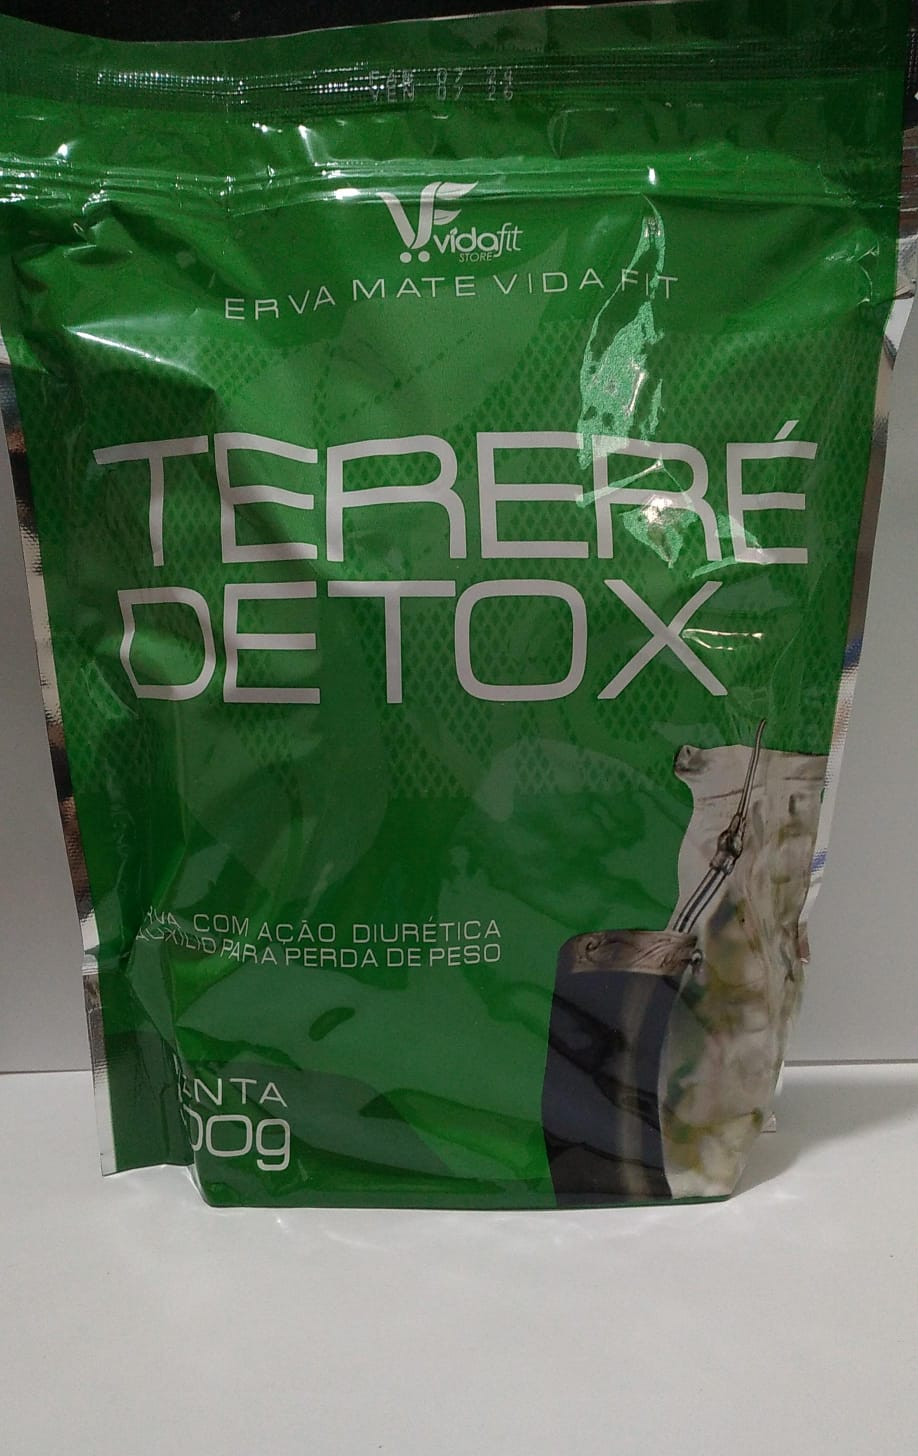 FAB 07 24
VEN 07 26
vidafit
STORE
ERVA MATE VIDA FIT
TERERÉ
DETOX
COM AÇÃO DIURÉTICA
PARA PERDA DE PESO